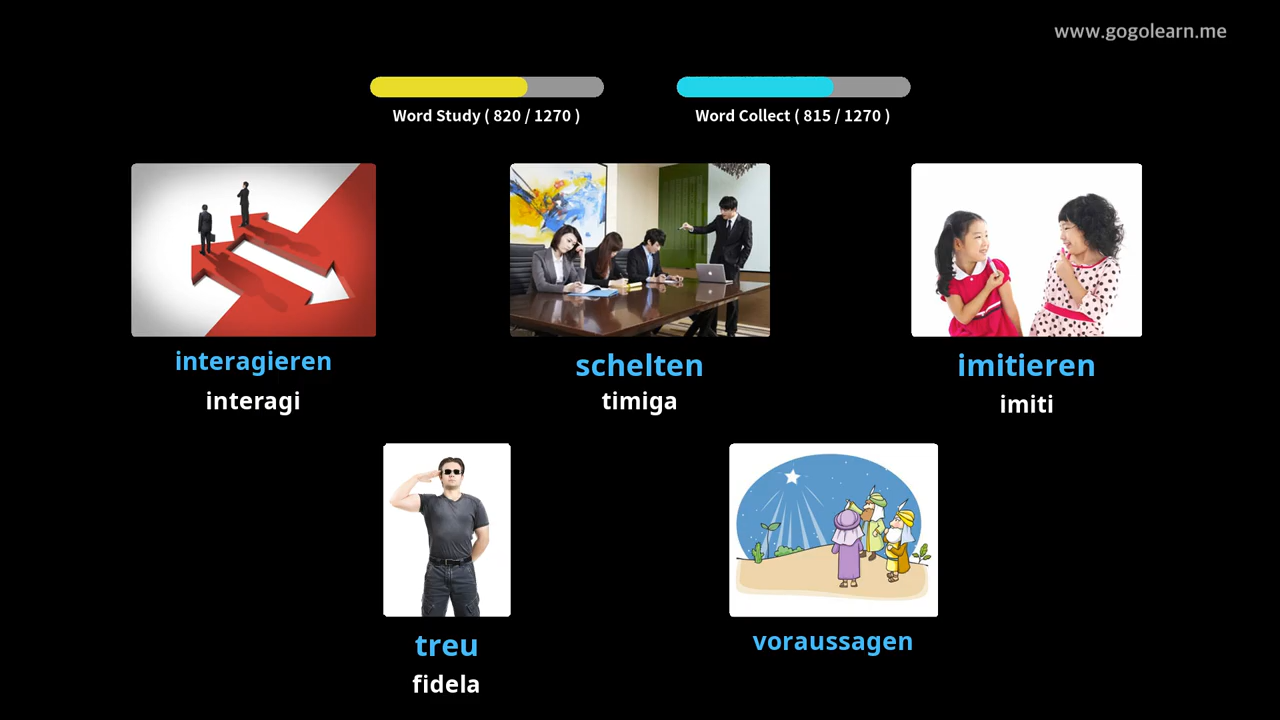 www.gogolearn.me
Word Study ( 820 / 1270 )
Word Collect ( 815 / 1270 )
interagieren
interagi
schelten
timiga
imitieren
imiti
treu
fidela
voraussagen